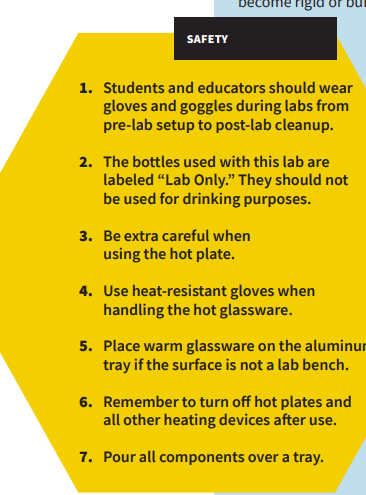 become rigid or
SAFETY
1. Students and educators should wear
gloves and goggles during labs from
pre-lab setup to post-lab cleanup.
2. The bottles used with this lab are
labeled “Lab Only.” They should not
be used for drinking purposes.
3. Be extra careful when
using the hot plate.
4. Use heat-resistant gloves when
handling the hot glassware.
5. Place warm glassware on the
tray if the surface is not a lab bench.
6. Remember to turn off hot plates and
all other heating devices after use.
7. Pour all components over a tray.